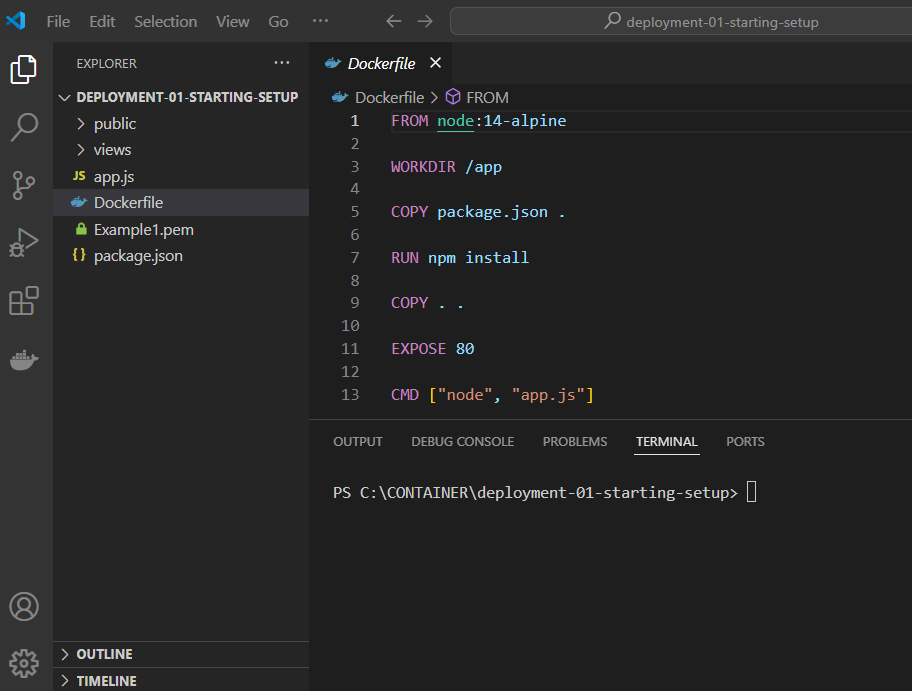 File Edit Selection View Go ··· deployment-01-starting-setup
EXPLORER ···
DEPLOYMENT-01-STARTING-SETUP
public
views
JS app.js
Dockerfile
Example1.pem
{} package.json
OUTLINE
TIMELINE
Dockerfile
Dockerfile > FROM
1 FROM node:14-alpine
2
3 WORKDIR /app
4
5 COPY package.json .
6
7 RUN npm install
8
9 COPY . .
10
11 EXPOSE 80
12
13 CMD ["node", "app.js"]
OUTPUT DEBUG CONSOLE PROBLEMS TERMINAL PORTS
PS C:\CONTAINER\deployment-01-starting-setup>